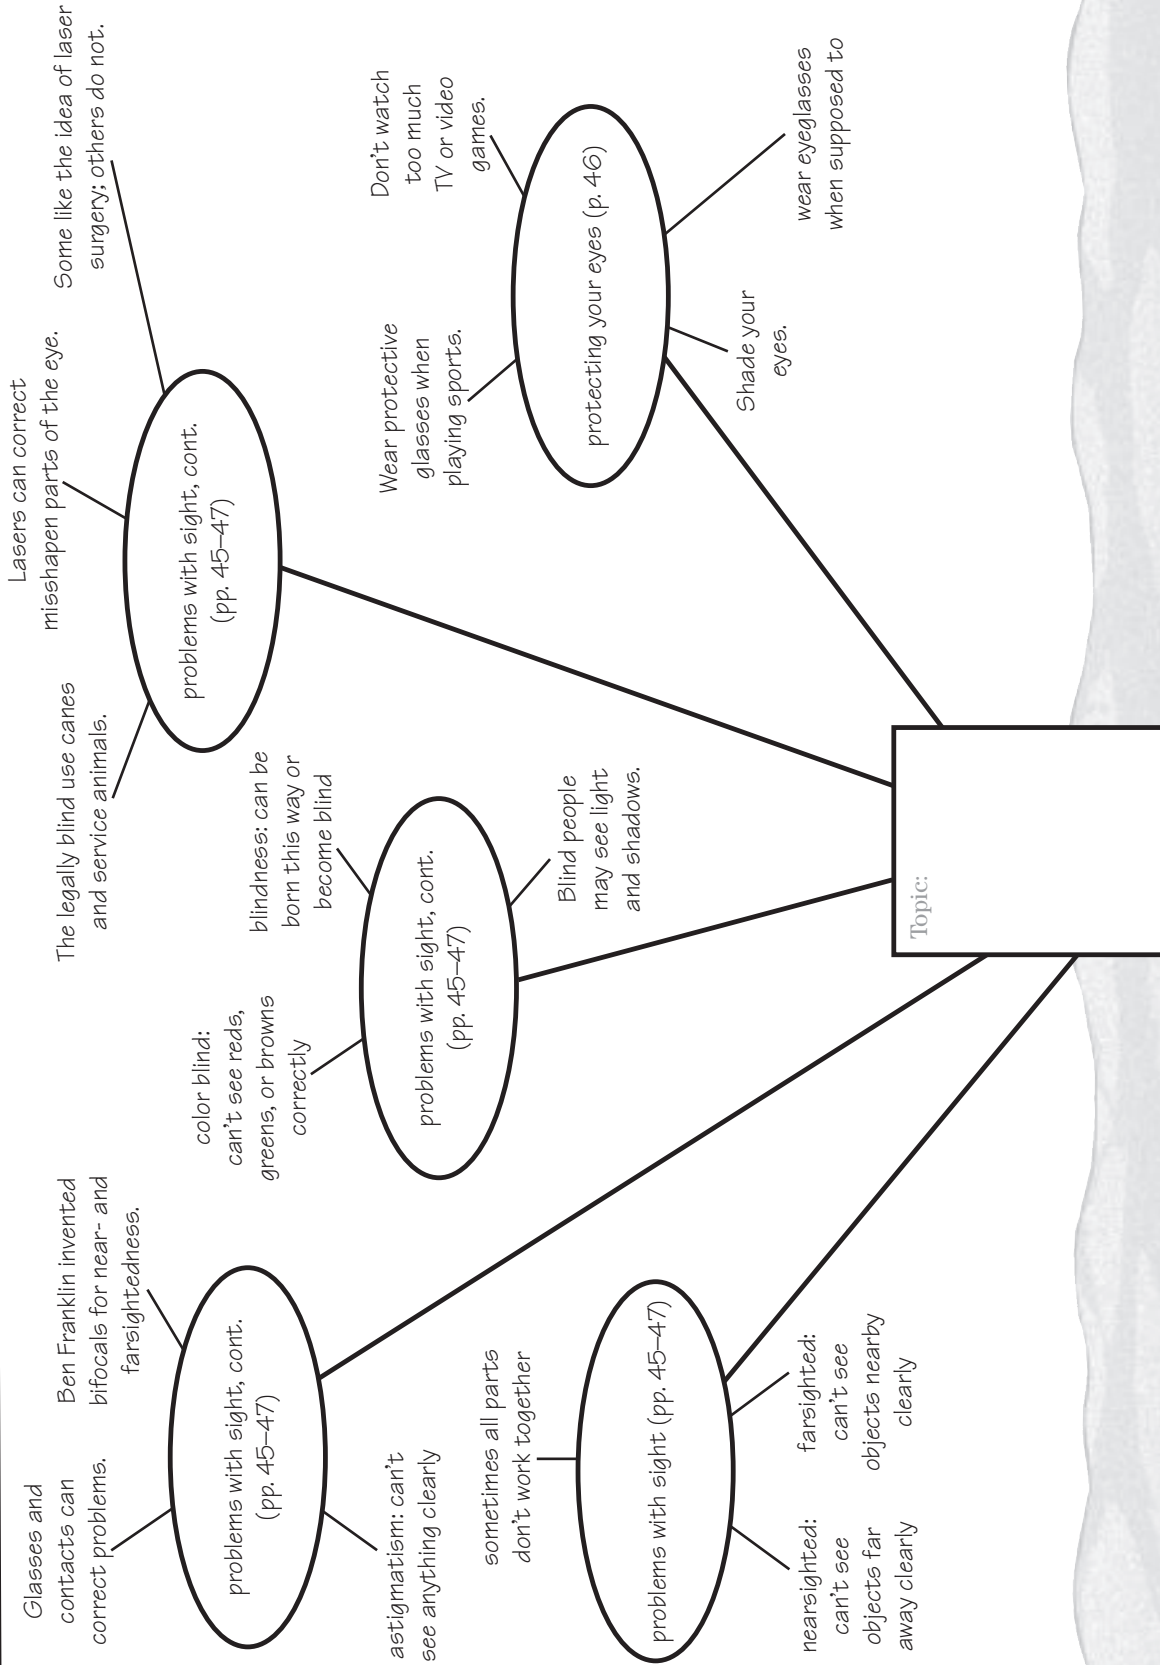 Glasses and
contacts can
correct problems.
Ben Franklin invented
bifocals for near- and
farsightedness.
problems with sight, cont.
(pp. 45–47)
astigmatism: can't
see anything clearly
sometimes all parts
don't work together
problems with sight (pp. 45–47)
nearsighted:
can't see
objects far
away clearly
farsighted:
can't see
objects nearby
clearly
color blind:
can't see reds,
greens, or browns
correctly
blindness: can be
born this way or
become blind
problems with sight, cont.
(pp. 45–47)
Blind people
may see light
and shadows.
The legally blind use canes
and service animals.
Lasers can correct
misshapen parts of the eye.
Some like the idea of laser
surgery; others do not.
problems with sight, cont.
(pp. 45–47)
Wear protective
glasses when
playing sports.
Don't watch
too much
TV or video
games.
protecting your eyes (p. 46)
Shade your
eyes.
wear eyeglasses
when supposed to
Topic: